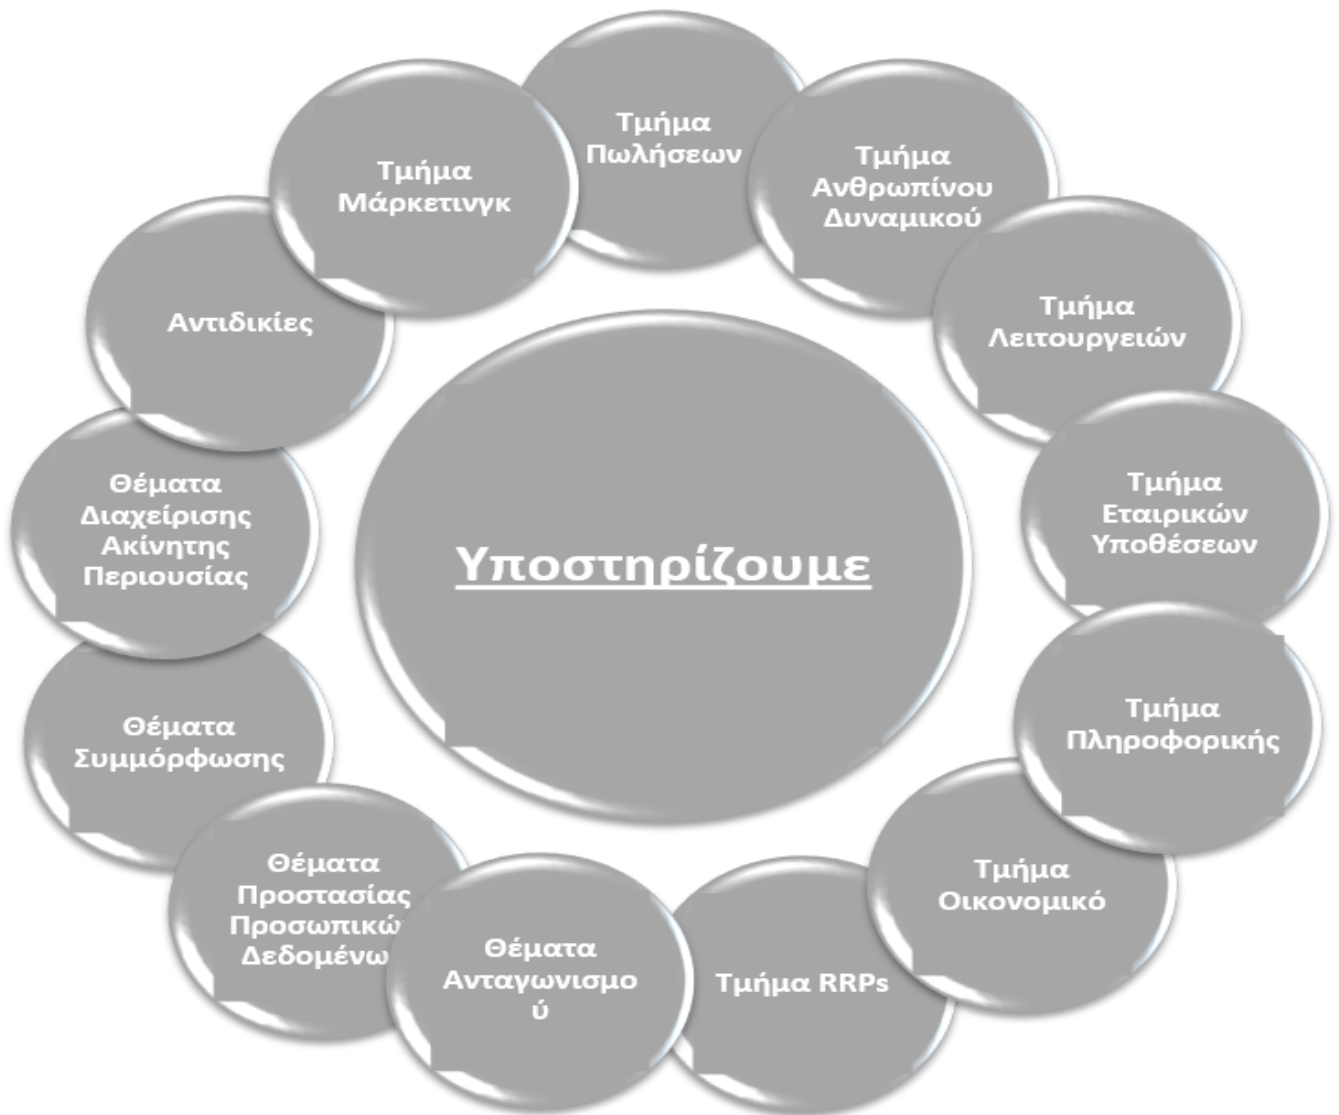 Τμήμα
Πωλήσεων
Τμήμα
Ανθρωπίνου
Δυναμικού
Τμήμα
Λειτουργειών
Τμήμα
Εταιρικών
Υποθέσεων
Τμήμα
Πληροφορικής
Τμήμα
Οικονομικό
Τμήμα RRPs
Θέματα
Ανταγωνισμο
ύ
Θέματα
Προστασίας
Προσωπικώ
Δεδομένω
Θέματα
Συμμόρφωσης
Θέματα
Διαχείρισης
Ακίνητης
Περιουσίας
Αντιδικίες
Τμήμα
Μάρκετινγκ
Υποστηρίζουμε